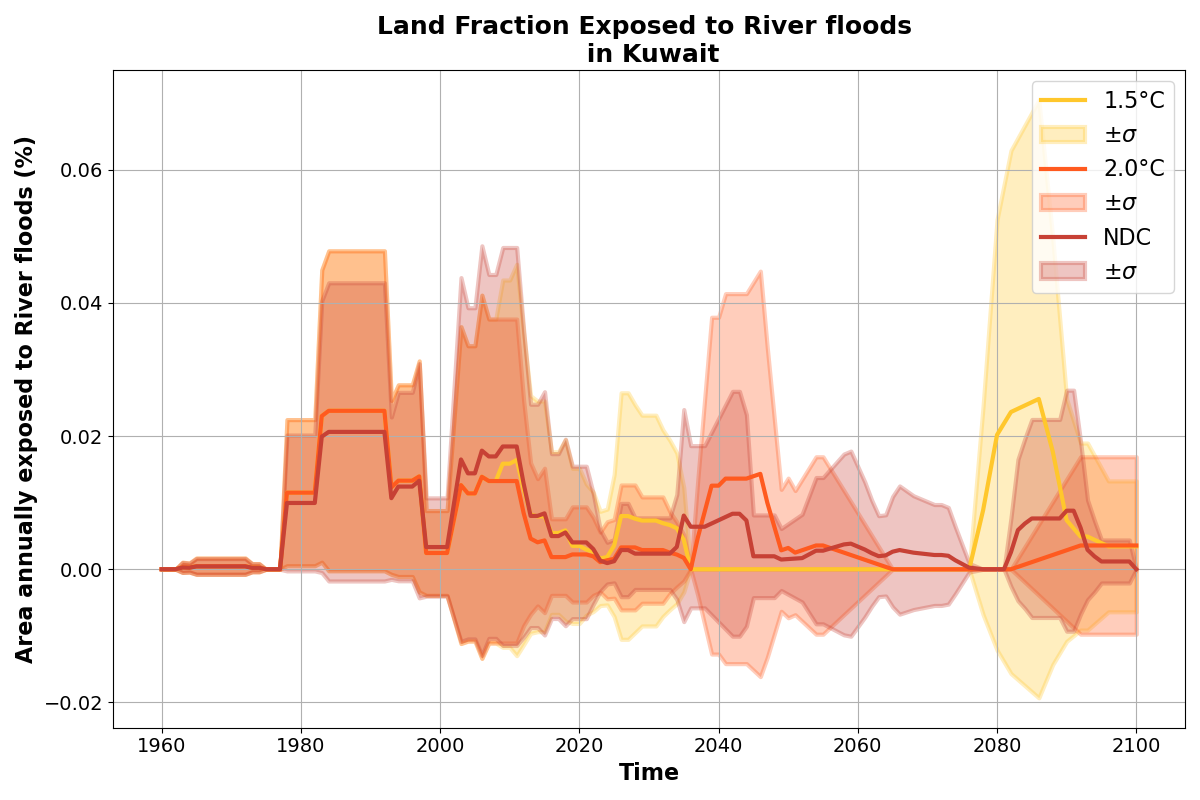 Land Fraction Exposed to River floods
in Kuwait
Area annually exposed to River floods (%)
0.06
0.04
0.02
0.00
−0.02
1.5°C
±σ
2.0°C
±σ
NDC
±σ
1960 1980 2000 2020 2040 2060 2080 2100
Time